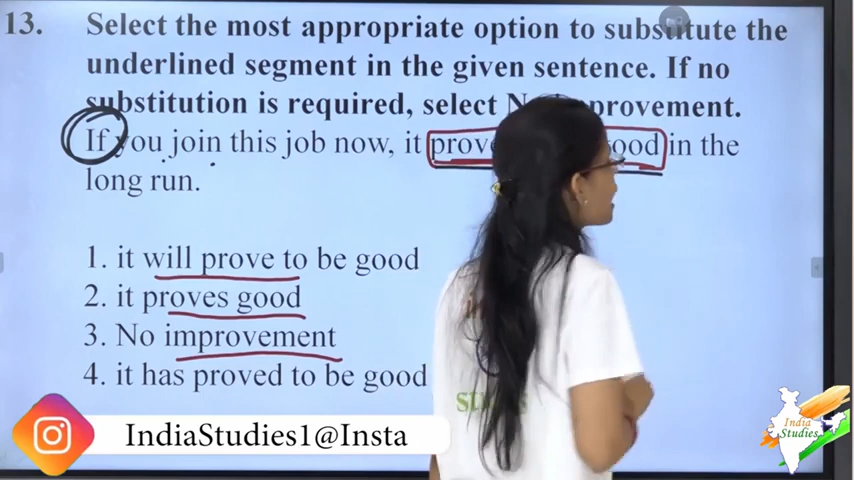 13. Select the most appropriate option to substitute the
underlined segment in the given sentence. If no
substitution is required, select provement.
If you join this job now, it ood in the
long run.
1. it will prove to be good
2. it proves good
3. No improvement
4. it has proved to be good
IndiaStudies1@Insta
India
Studies